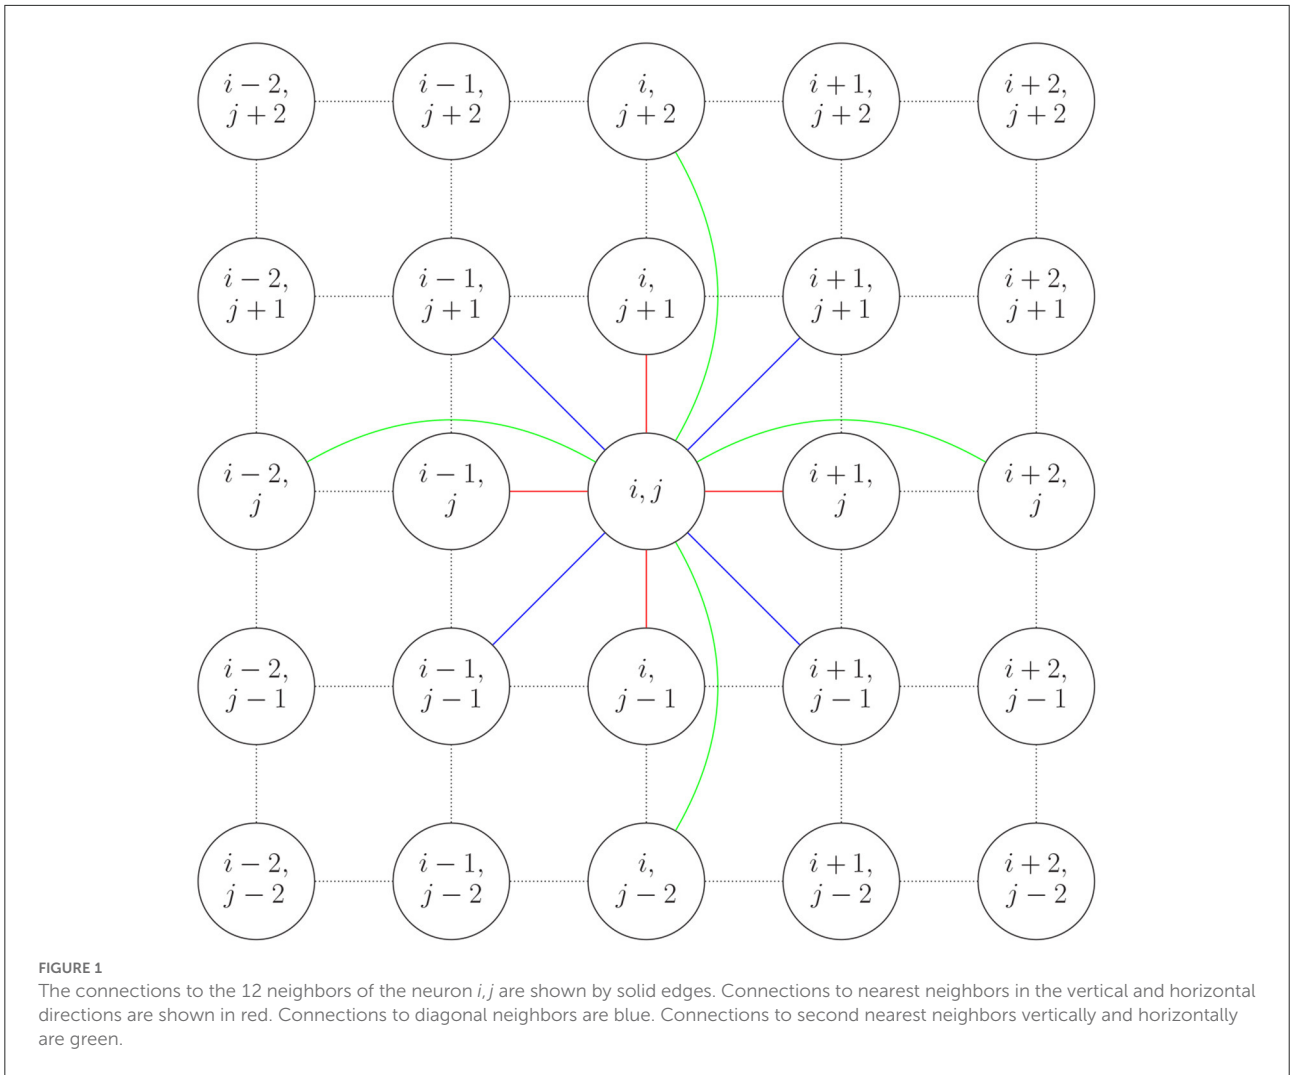 i − 2, i − 1, i, i + 1, i + 2,
j + 2 j + 2 j + 2 j + 2 j + 2
i − 2, i − 1, i, i + 1, i + 2,
j + 1 j + 1 j + 1 j + 1 j + 1
i − 2, i − 1, i, j i + 1, i + 2,
j j j j
i − 2, i − 1, i, i + 1, i + 2,
j − 1 j − 1 j − 1 j − 1 j − 1
i − 2, i − 1, i, i + 1, i + 2,
j − 2 j − 2 j − 2 j − 2 j − 2
FIGURE 1
The connections to the 12 neighbors of the neuron i, j are shown by solid edges. Connections to nearest neighbors in the vertical and horizontal
directions are shown in red. Connections to diagonal neighbors are blue. Connections to second nearest neighbors vertically and horizontally
are green.